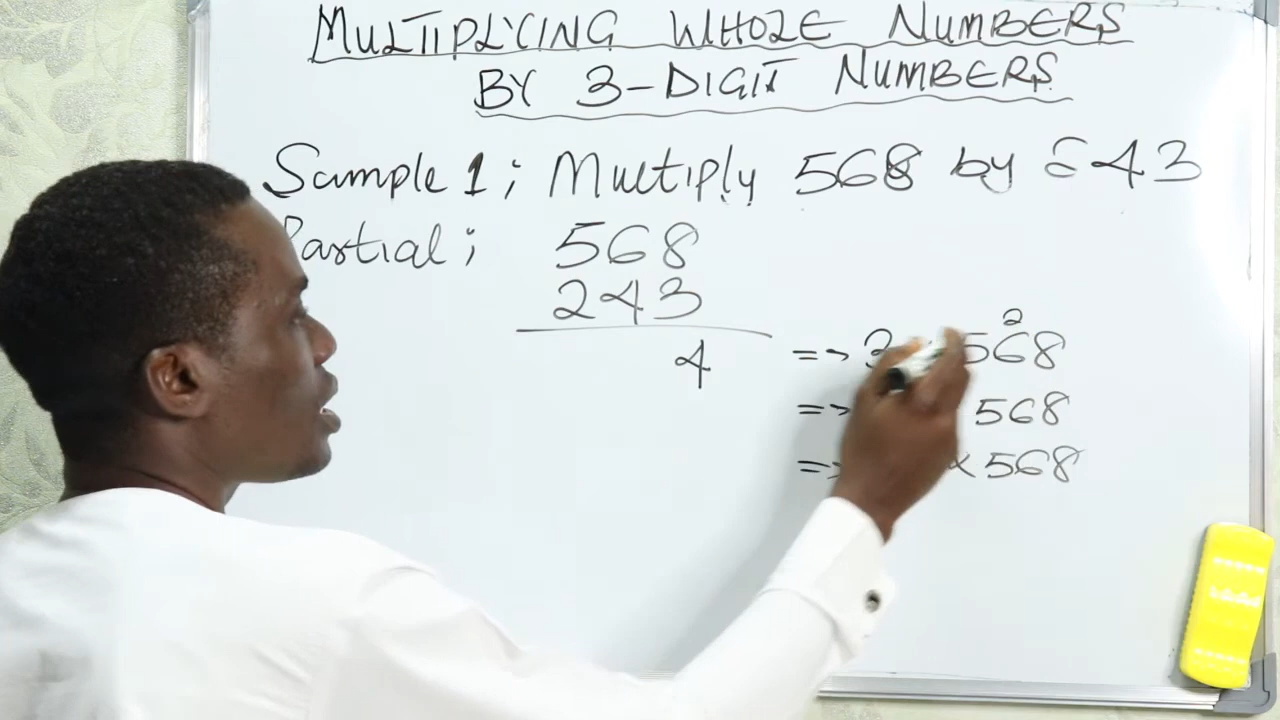 MULTIPLYING WHOLE NUMBERS
BY 3-DIGIT NUMBERS
Sample 1; Multiply 568 by 243
Partial; 568
243
2
4 => 3 568
=> 568
=> × 568